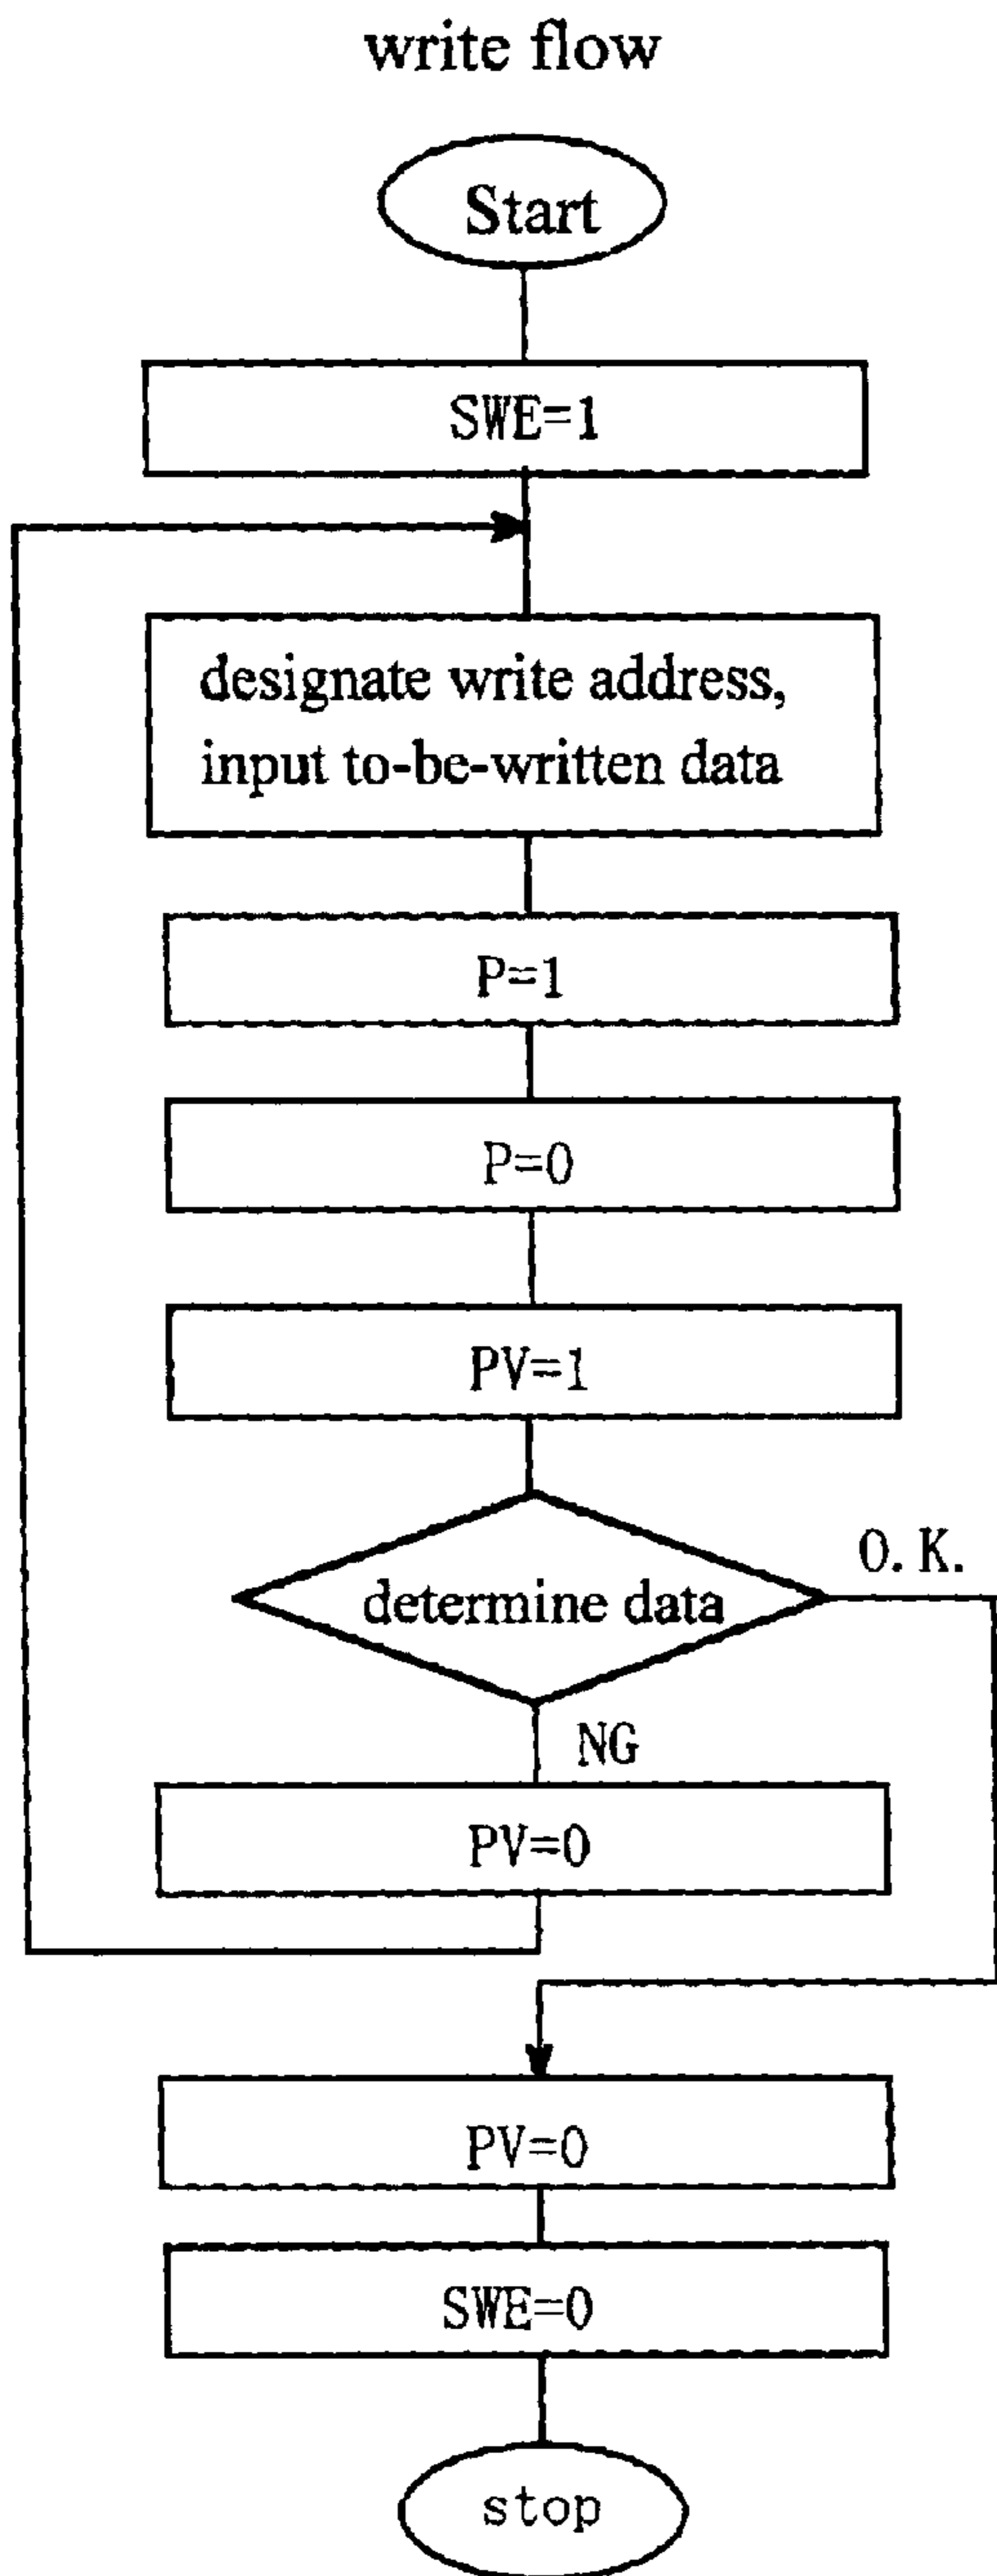 write flow
Start
SWE=1
designate write address,
input to-be-written data
P=1
P=0
PV=1
determine data
O.K.
NG
PV=0
PV=0
SWE=0
stop